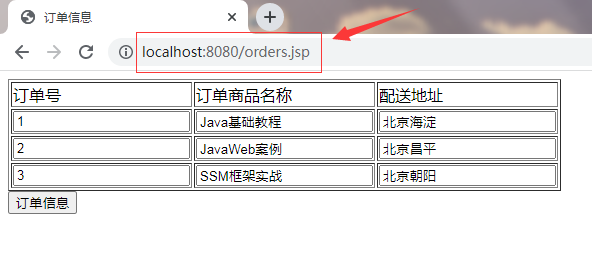 订单信息
localhost:8080/orders.jsp
订单号 订单商品名称 配送地址
1 Java基础教程 北京海淀
2 JavaWeb案例 北京昌平
3 SSM框架实战 北京朝阳
订单信息